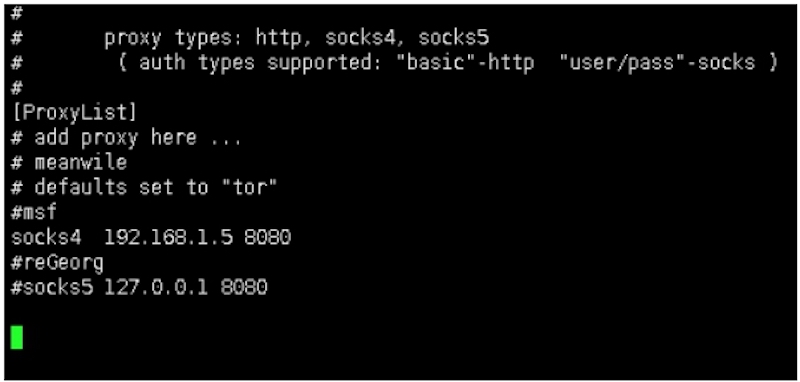 #
#       proxy types: http, socks4, socks5
#        ( auth types supported: "basic"-http  "user/pass"-socks )
#
[ProxyList]
# add proxy here ...
# meanwile
# defaults set to "tor"
#msf
socks4  192.168.1.5 8080
#reGeorg
#socks5 127.0.0.1 8080